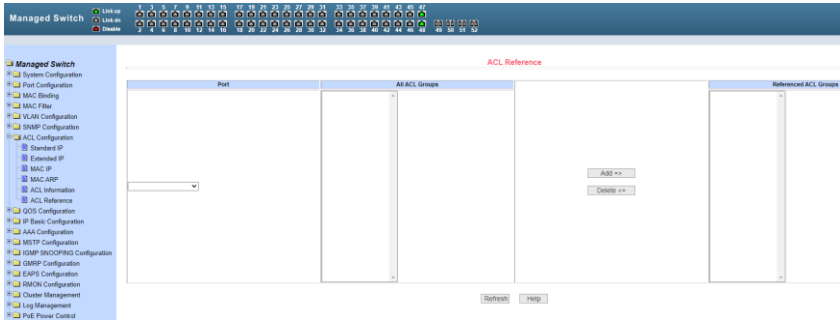 Managed Switch
Link up
Link dn
Disable
1 3 5 7 9 11 13 15 17 19 21 23 25 27 29 31 33 35 37 39 41 43 45 47
2 4 6 8 10 12 14 16 18 20 22 24 26 28 30 32 34 36 38 40 42 44 46 48 49 50 51 52
Managed Switch
System Configuration
Port Configuration
MAC Binding
MAC Filter
VLAN Configuration
SNMP Configuration
ACL Configuration
Standard IP
Extended IP
MAC IP
MAC ARP
ACL Information
ACL Reference
QOS Configuration
IP Basic Configuration
AAA Configuration
MSTP Configuration
IGMP SNOOPING Configuration
GMRP Configuration
EAPS Configuration
RMON Configuration
Cluster Management
Log Management
PoE Power Control
ACL Reference
Port
All ACL Groups
Referenced ACL Groups
Add =>
Delete <=
Refresh
Help